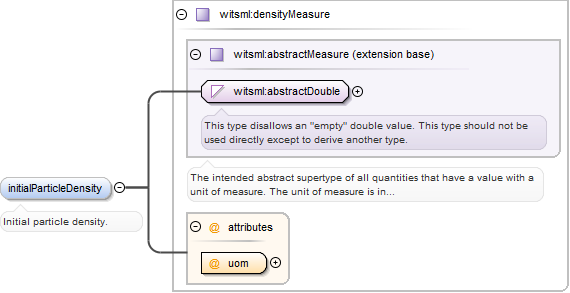 witsml:densityMeasure
witsml:abstractMeasure (extension base)
witsml:abstractDouble
This type disallows an "empty" double value. This type should not be
used directly except to derive another type.
The intended abstract supertype of all quantities that have a value with a
unit of measure. The unit of measure is in...
initialParticleDensity
Initial particle density.
@ attributes
@ uom